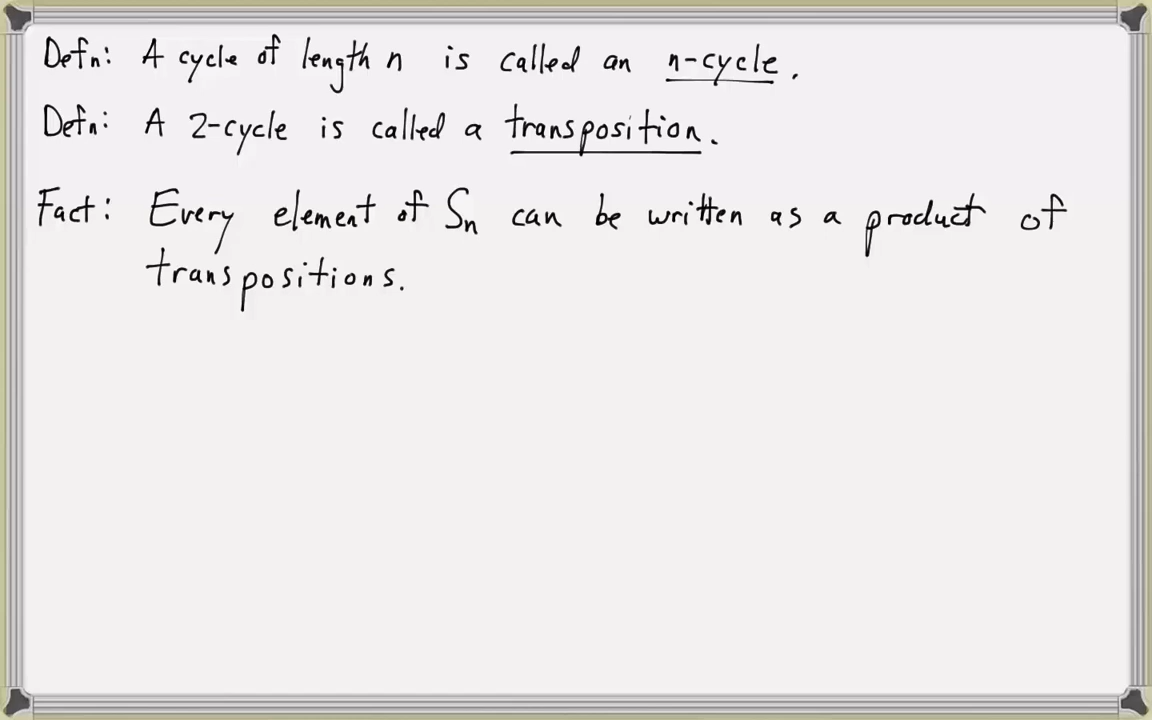 Defn: A cycle of length n is called an n-cycle.
Defn: A 2-cycle is called a transposition.
Fact: Every element of Sn can be written as a product of
transpositions.